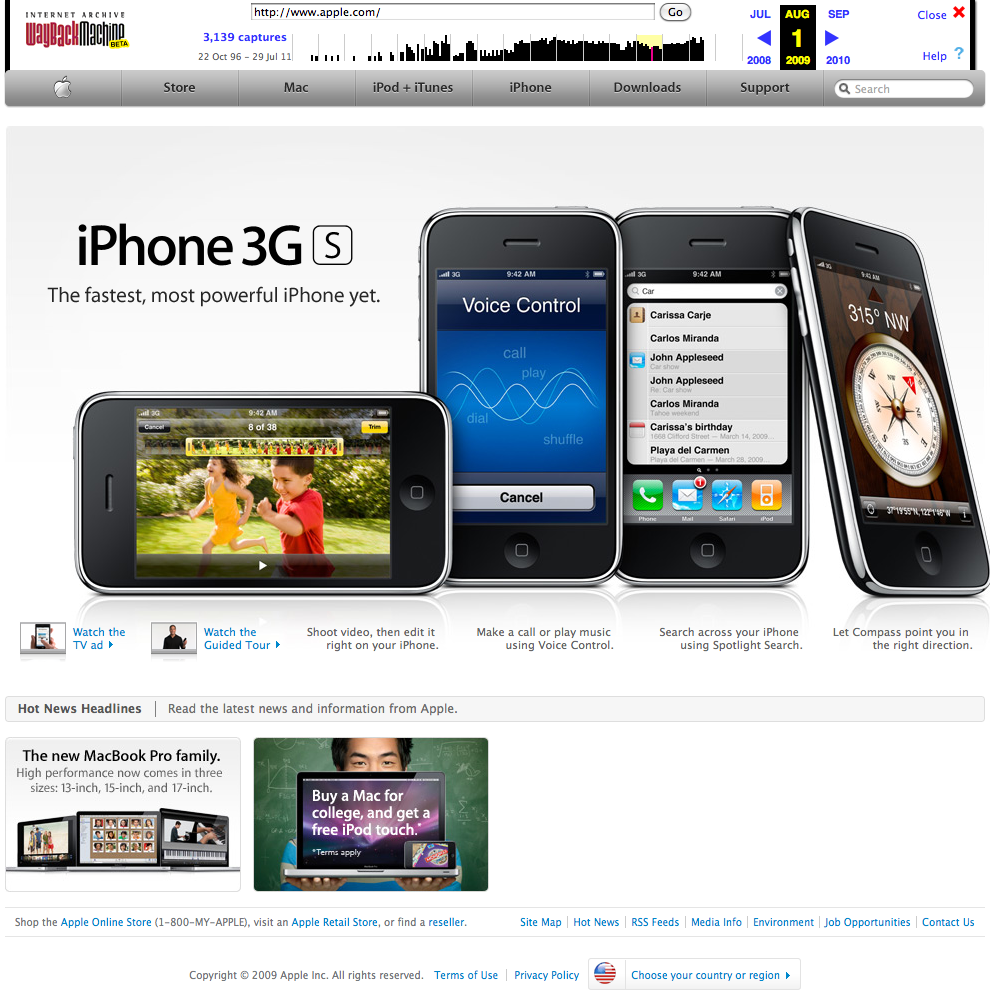 INTERNET ARCHIVE
WayBackMachine
BETA
http://www.apple.com/
Go
3,139 captures
22 Oct 96 - 29 Jul 11
JUL AUG SEP
1
2008 2009 2010
Close
Help ?
Store Mac iPod + iTunes iPhone Downloads Support Search
iPhone 3G S
The fastest, most powerful iPhone yet.
3G 9:42 AM
Cancel 8 of 38 Trim
3G 9:42 AM
Voice Control
call
play
dial
shuffle
Cancel
3G 9:42 AM
Car
Carissa Carje
Carlos Miranda
John Appleseed
Car show
John Appleseed
Re: Car show
Carlos Miranda
Tahoe weekend
Carissa's birthday
1668 Clifford Street — March 14, 2009...
Playa del Carmen
Playa del Carmen — March 28, 2009...
1
Phone Mail Safari iPod
3G 9:42 AM
315° NW
37°19'55"N, 122°1'46"W
Watch the
TV ad
Watch the
Guided Tour
Shoot video, then edit it
right on your iPhone.
Make a call or play music
using Voice Control.
Search across your iPhone
using Spotlight Search.
Let Compass point you in
the right direction.
Hot News Headlines Read the latest news and information from Apple.
The new MacBook Pro family.
High performance now comes in three
sizes: 13-inch, 15-inch, and 17-inch.
Buy a Mac for
college, and get a
free iPod touch.*
*Terms apply
Shop the Apple Online Store (1-800-MY-APPLE), visit an Apple Retail Store, or find a reseller.
Site Map Hot News RSS Feeds Media Info Environment Job Opportunities Contact Us
Copyright © 2009 Apple Inc. All rights reserved. Terms of Use Privacy Policy Choose your country or region